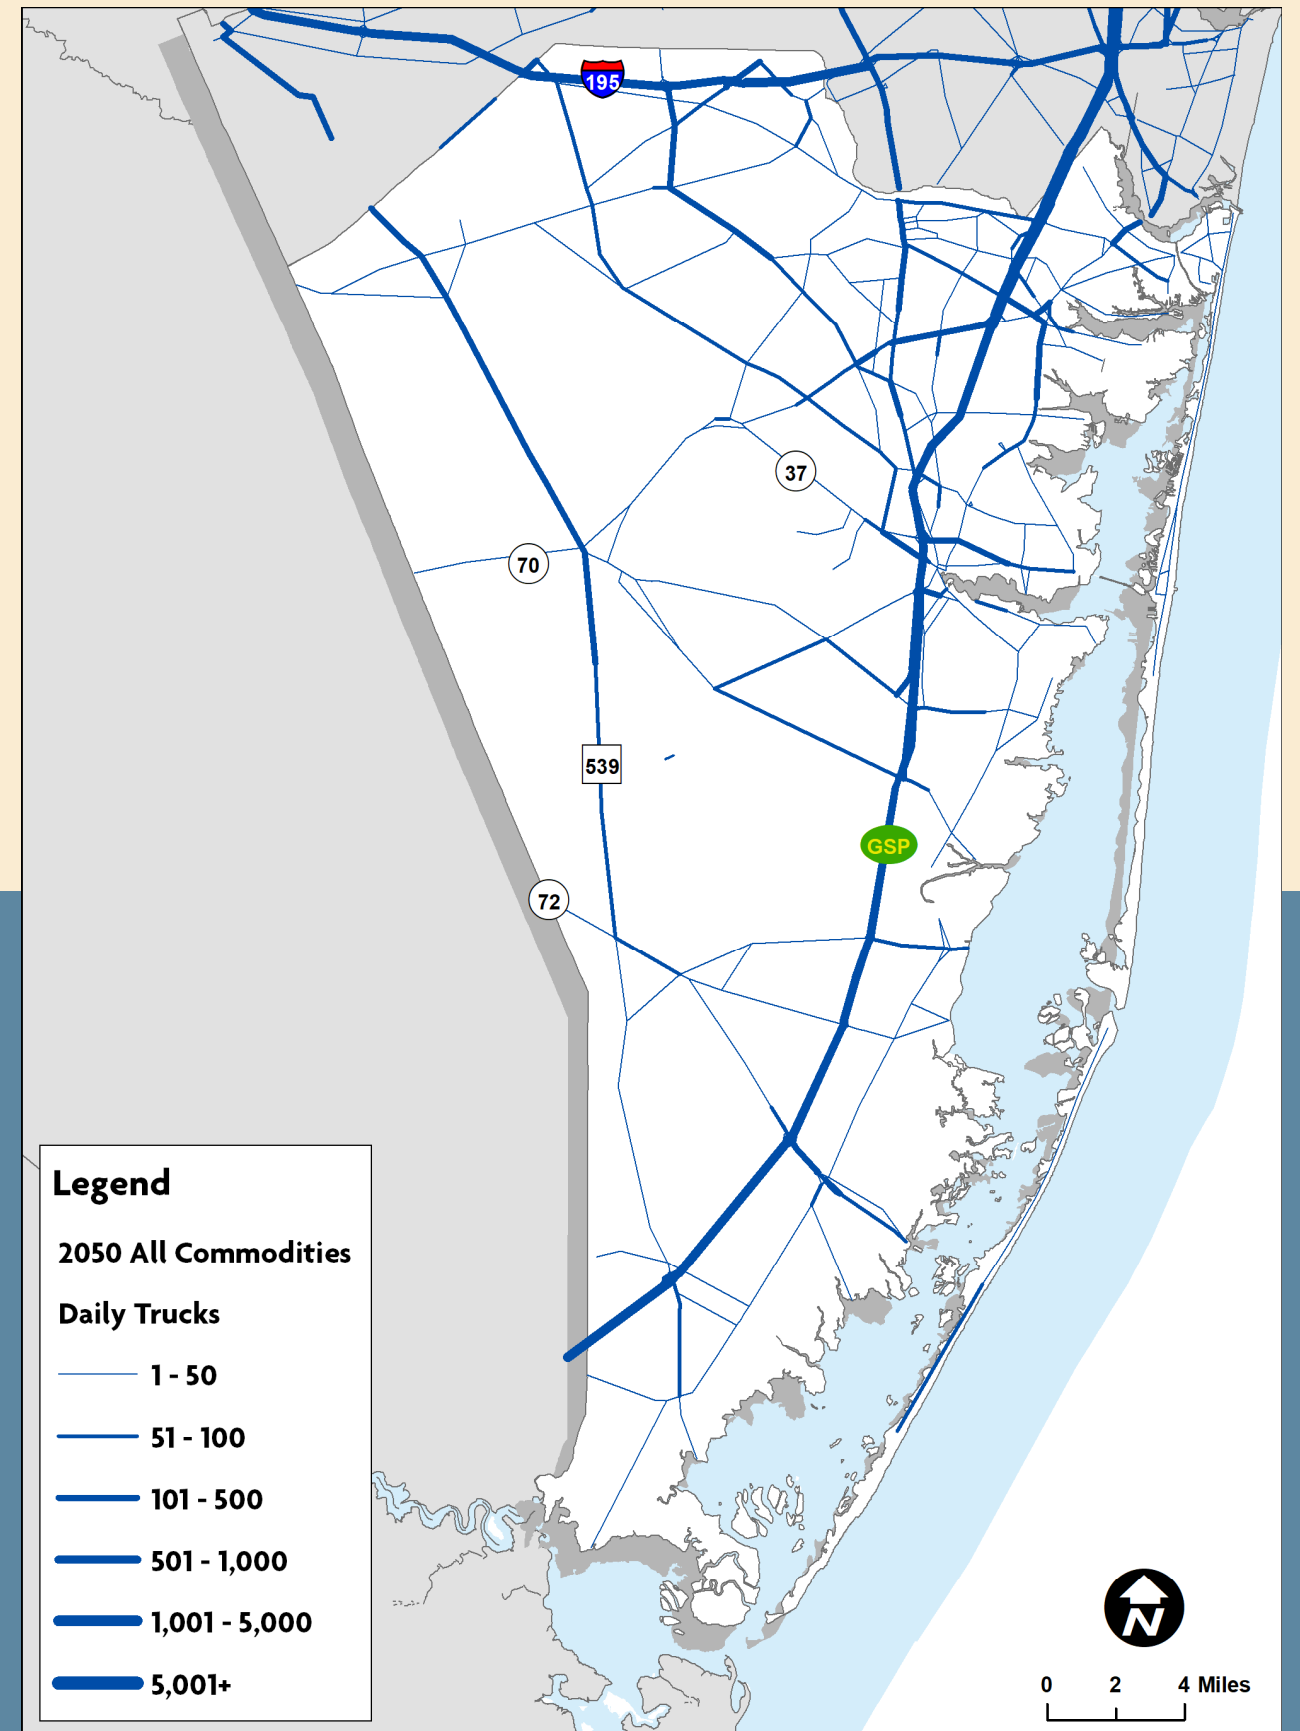 195
37
70
539
GSP
72
Legend
2050 All Commodities
Daily Trucks
1 - 50
51 - 100
101 - 500
501 - 1,000
1,001 - 5,000
5,001+
N
0 2 4 Miles